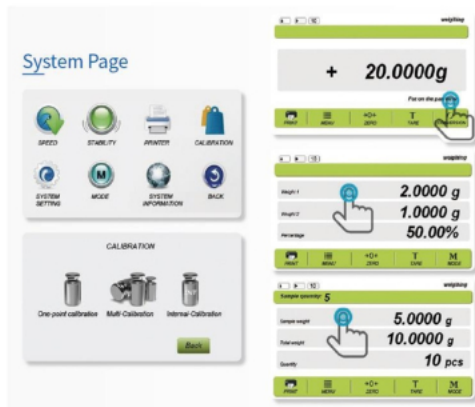 System Page
SPEED
STABILITY
PRINTER
CALIBRATION
SYSTEM SETTING
MODE
SYSTEM INFORMATION
BACK
CALIBRATION
One-point calibration
Multi-Calibration
Internal-Calibration
Back
weighing
+ 20.0000g
PRINT
MENU
+0+
ZERO
T
TARE
weighing
Weight 1
2.0000 g
Weight 2
1.0000 g
Percentage
50.00%
PRINT
MENU
+0+
ZERO
T
TARE
M
MODE
weighing
Sample quantity: 5
Sample weight
5.0000 g
Total weight
10.0000 g
Quantity
10 pcs
PRINT
MENU
+0+
ZERO
T
TARE
M
MODE